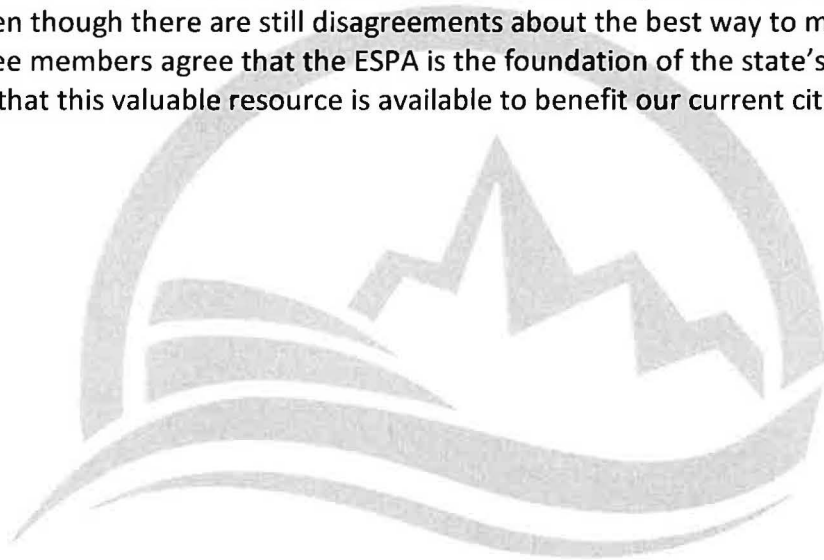 en though there are still disagreements about the best way to m
ee members agree that the ESPA is the foundation of the state's
that this valuable resource is available to benefit our current cit